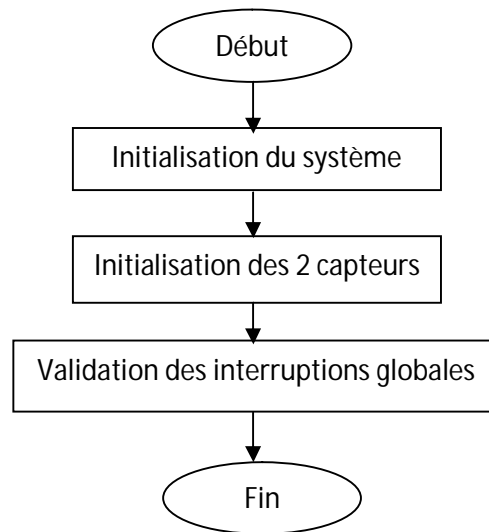 Début
Initialisation du système
Initialisation des 2 capteurs
Validation des interruptions globales
Fin